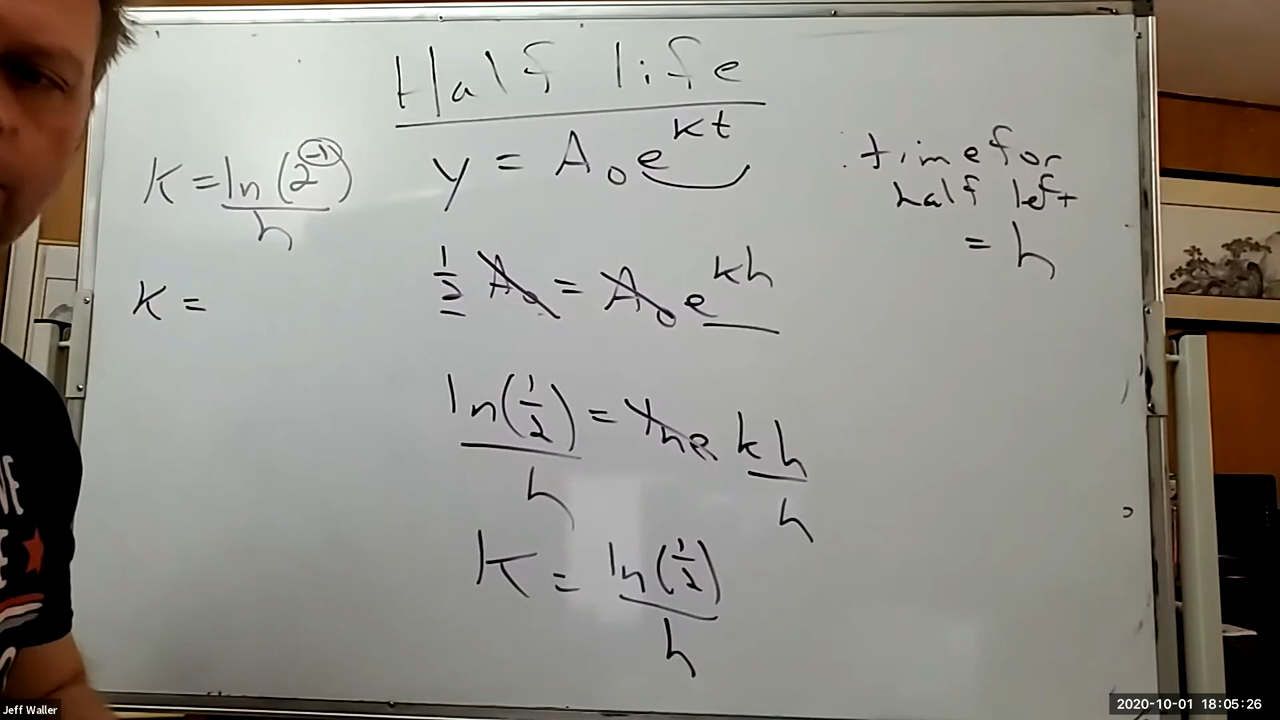 Half life
y = A₀e^kt
K = ln(2^-1)/h
time for
half left
= h
1/2 A₀ = A₀e^kh
K =
ln(1/2)/h = lne kh/h
K = ln(1/2)/h
Jeff Waller
2020-10-01 18:05:26